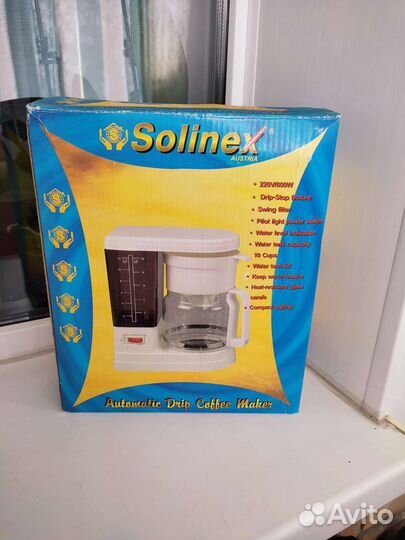 Solinex®
AUSTRIA
• 220V/800W
• Drip-Stop feature
• Swing filter
• Pilot light power switch
• Water level indication
• Water tank capacity
10 Cups
• Water tank lid
• Keep warm feature
• Heat-resistant glass
carafe
• Compact styling
Automatic Drip Coffee Maker
Avito